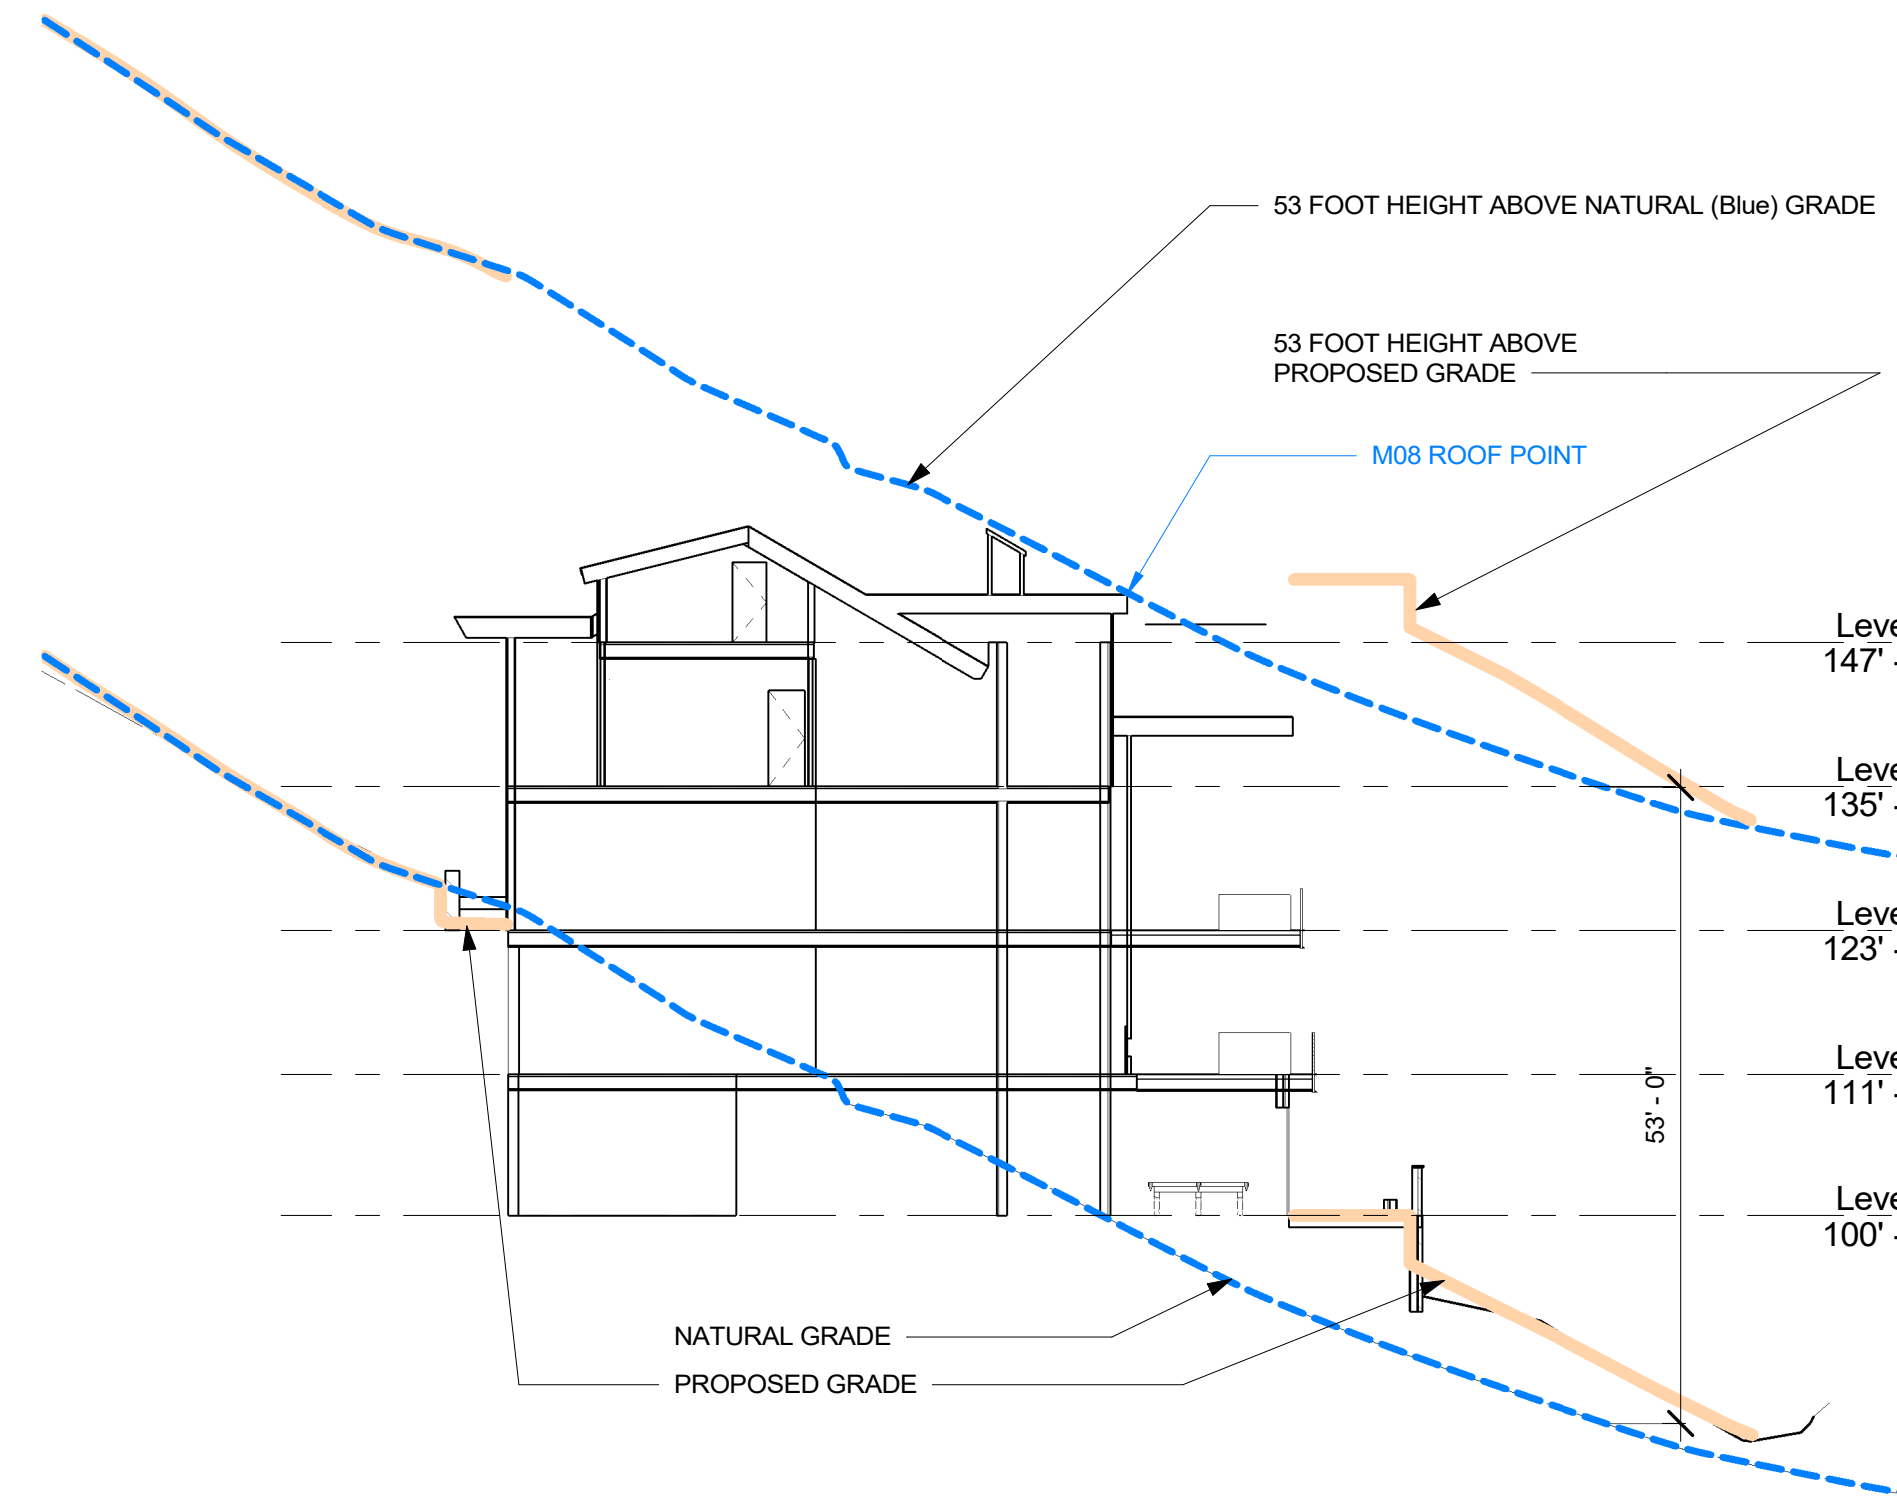 53 FOOT HEIGHT ABOVE NATURAL (Blue) GRADE
53 FOOT HEIGHT ABOVE
PROPOSED GRADE
M08 ROOF POINT
Leve
147' -
Leve
135' -
Leve
123' -
Leve
111' -
53' - 0"
Leve
100' -
NATURAL GRADE
PROPOSED GRADE